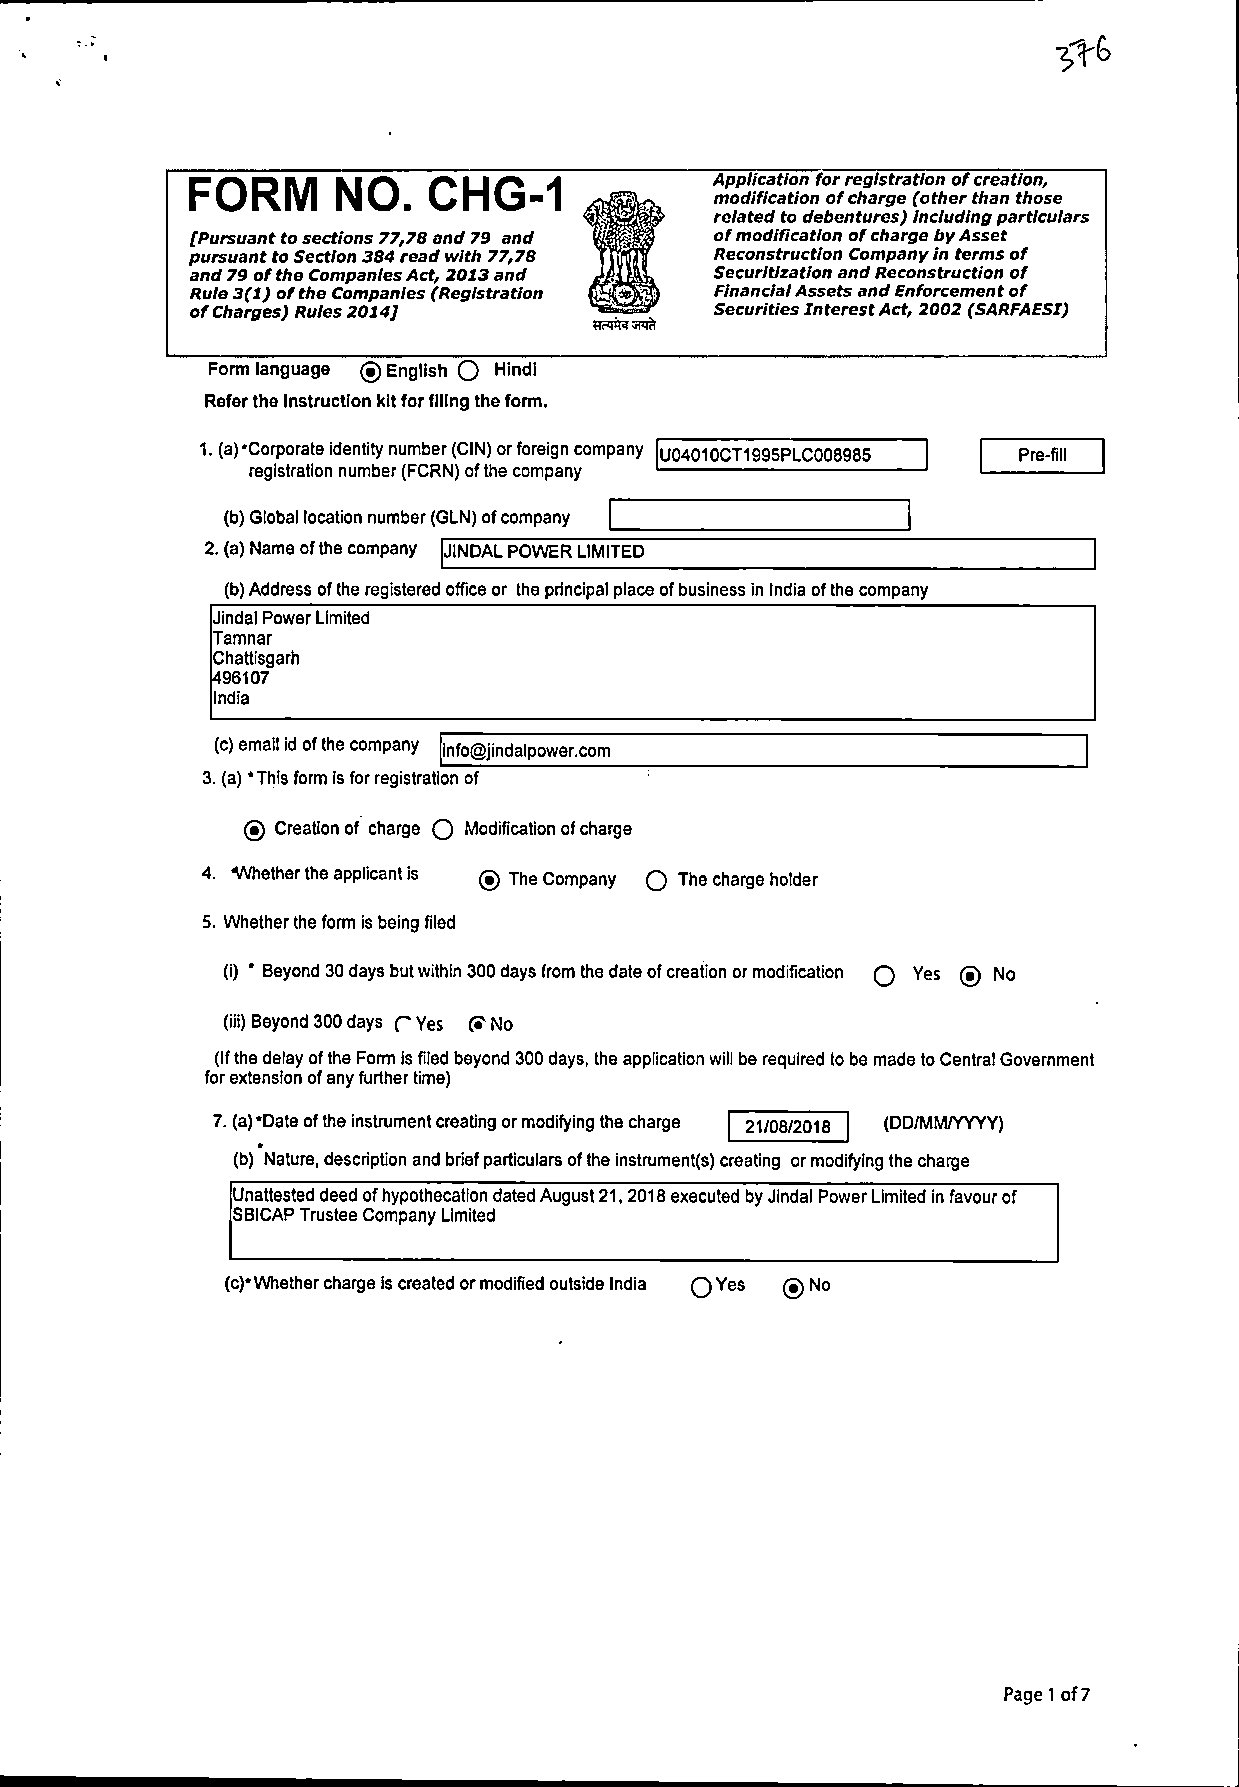 376
FORM NO. CHG-1
[Pursuant to sections 77,78 and 79 and
pursuant to Section 384 read with 77,78
and 79 of the Companies Act, 2013 and
Rule 3(1) of the Companies (Registration
of Charges) Rules 2014]
सत्यमेव जयते
Application for registration of creation,
modification of charge (other than those
related to debentures) including particulars
of modification of charge by Asset
Reconstruction Company in terms of
Securitization and Reconstruction of
Financial Assets and Enforcement of
Securities Interest Act, 2002 (SARFAESI)
Form language English Hindi
Refer the instruction kit for filing the form.
1. (a)*Corporate identity number (CIN) or foreign company U04010CT1995PLC008985 Pre-fill
registration number (FCRN) of the company
(b) Global location number (GLN) of company
2. (a) Name of the company JINDAL POWER LIMITED
(b) Address of the registered office or the principal place of business in India of the company
Jindal Power Limited
Tamnar
Chattisgarh
496107
India
(c) email id of the company info@jindalpower.com
3. (a) *This form is for registration of
Creation of charge Modification of charge
4. *Whether the applicant is The Company The charge holder
5. Whether the form is being filed
(i) * Beyond 30 days but within 300 days from the date of creation or modification Yes No
(iii) Beyond 300 days Yes No
(If the delay of the Form is filed beyond 300 days, the application will be required to be made to Central Government
for extension of any further time)
7. (a)*Date of the instrument creating or modifying the charge 21/08/2018 (DD/MM/YYYY)
(b) *Nature, description and brief particulars of the instrument(s) creating or modifying the charge
Unattested deed of hypothecation dated August 21, 2018 executed by Jindal Power Limited in favour of
SBICAP Trustee Company Limited
(c)*Whether charge is created or modified outside India Yes No
Page 1 of 7